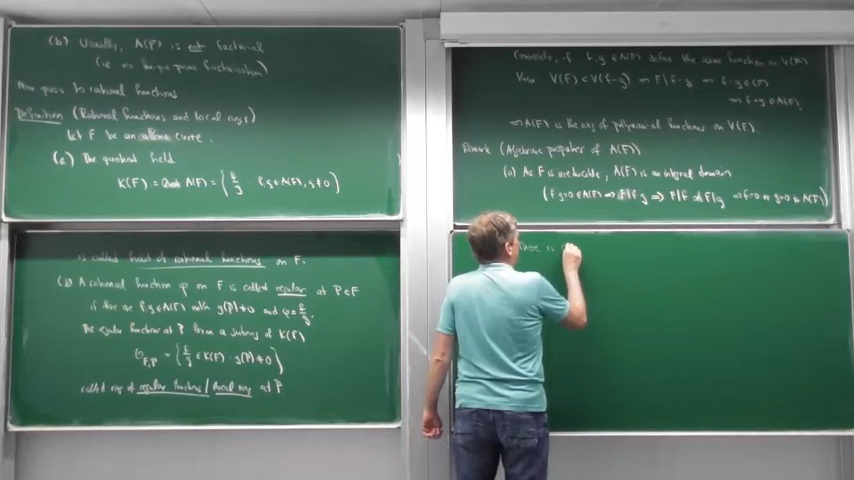 (b) Usually, A(F) is not factorial
(i.e. no unique prime factorization)
Now pass to rational functions
Definition (Rational functions and local rings)
Let F be an affine curve.
(a) The quotient field
K(F) := Quot A(F) = { f/g : f, g ∈ A(F), g ≠ 0 }
is called field of rational functions on F.
(b) A rational function φ on F is called regular at P ∈ F
if there are f, g ∈ A(F) with g(P) ≠ 0 and φ = f/g.
The regular functions at P form a subring of K(F)
O_{F,P} = { f/g ∈ K(F) : g(P) ≠ 0 }
called ring of regular functions / local ring at P
Conversely, if f, g ∈ A(F) define the same function on V(F)
then V(F) ⊂ V(f-g) ⇒ F | f-g ⇒ f-g ∈ (F)
⇒ f=g ∈ A(F)
⇒ A(F) is the ring of polynomial functions on V(F).
Remark (Algebraic properties of A(F))
(a) As F is irreducible, A(F) is an integral domain
(f g=0 ∈ A(F) ⇒ F | f g ⇒ F | f or F | g ⇒ f=0 or g=0 in A(F))
is